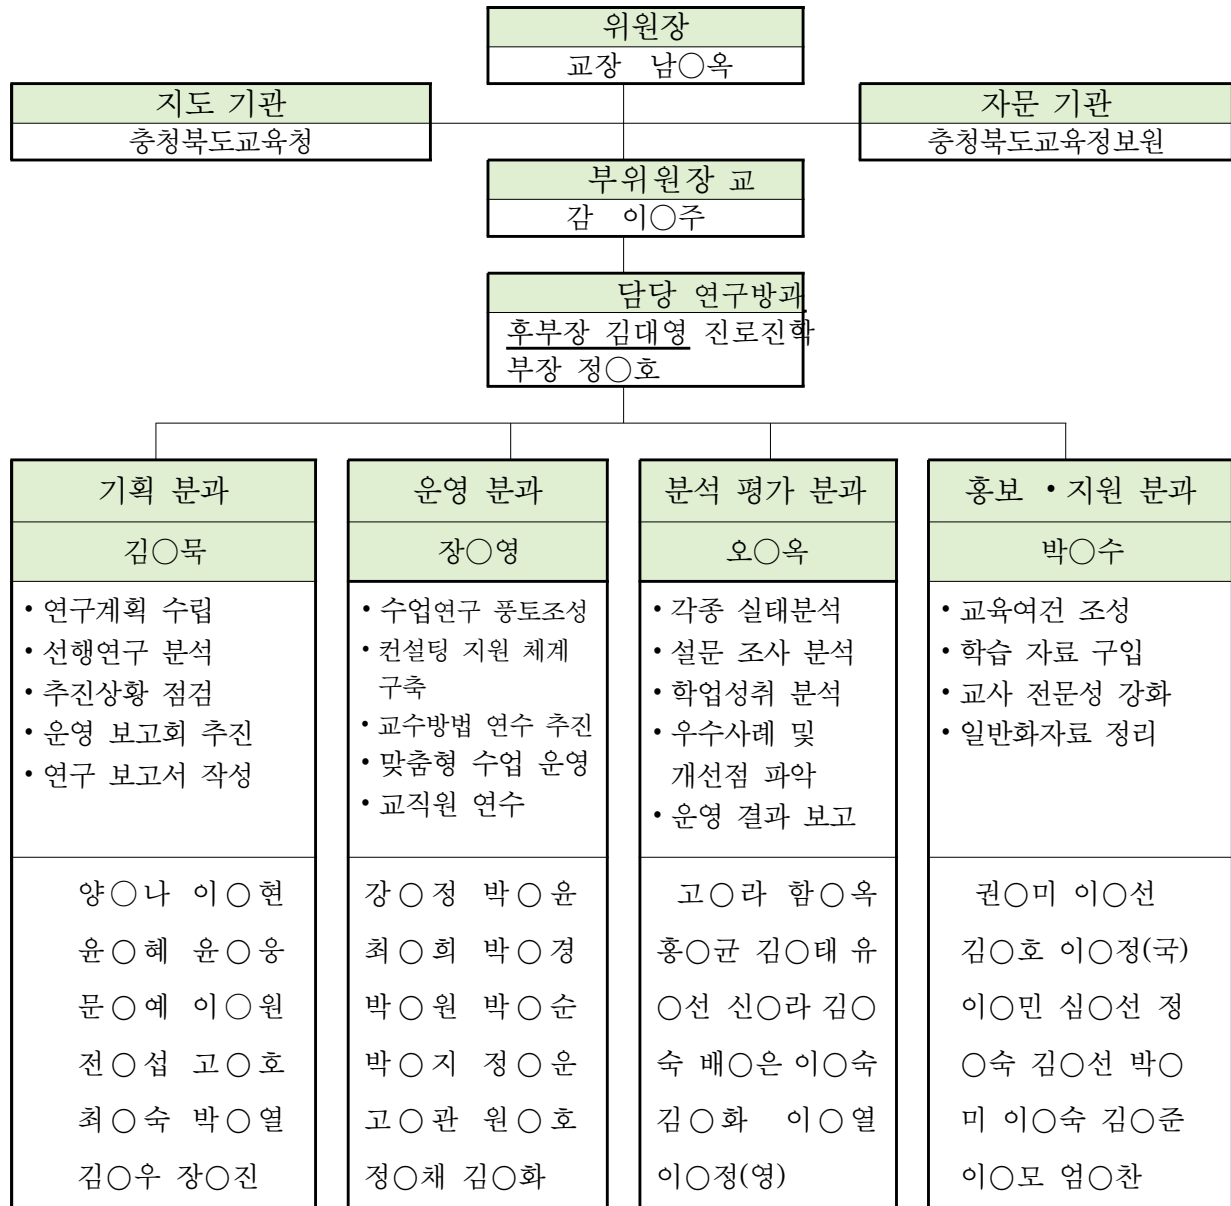 위원장
교장 남○옥
지도 기관
충청북도교육청
자문 기관
충청북도교육정보원
부위원장 교
감 이○주
담당 연구방과
후부장 김대영 진로진학
부장 정○호
기획 분과
김○묵
• 연구계획 수립
• 선행연구 분석
• 추진상황 점검
• 운영 보고회 추진
• 연구 보고서 작성
양○나 이○현
윤○혜 윤○웅
문○예 이○원
전○섭 고○호
최○숙 박○열
김○우 장○진
운영 분과
장○영
• 수업연구 풍토조성
• 컨설팅 지원 체계
구축
• 교수방법 연수 추진
• 맞춤형 수업 운영
• 교직원 연수
강○정 박○윤
최○희 박○경
박○원 박○순
박○지 정○운
고○관 원○호
정○채 김○화
분석 평가 분과
오○옥
• 각종 실태분석
• 설문 조사 분석
• 학업성취 분석
• 우수사례 및
개선점 파악
• 운영 결과 보고
고○라 함○옥
홍○균 김○태 유
○선 신○라 김○
숙 배○은 이○숙
김○화 이○열
이○정(영)
홍보 •지원 분과
박○수
• 교육여건 조성
• 학습 자료 구입
• 교사 전문성 강화
• 일반화자료 정리
권○미 이○선
김○호 이○정(국)
이○민 심○선 정
○숙 김○선 박○
미 이○숙 김○준
이○모 엄○찬